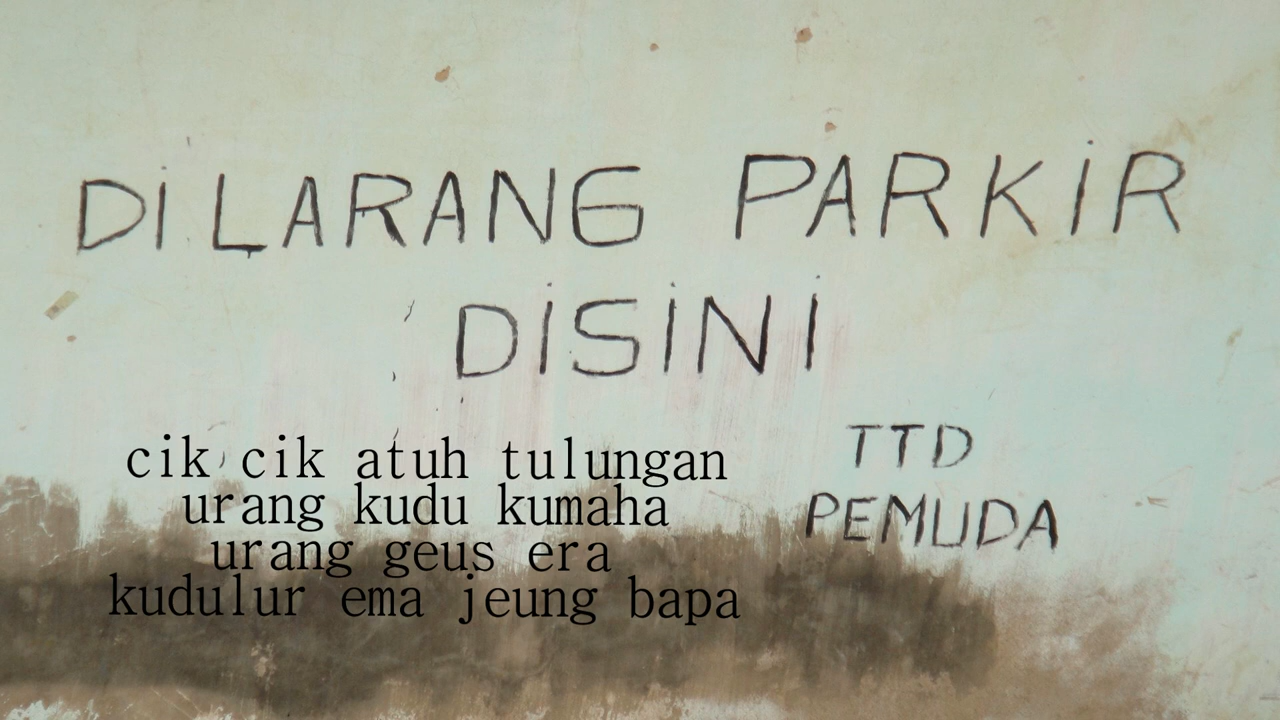 DiLARANG PARKiR
DiSiNi
TTD
PEMUDA
cik cik atuh tulungan
urang kudu kumaha
urang geus era
kudulur ema jeung bapa